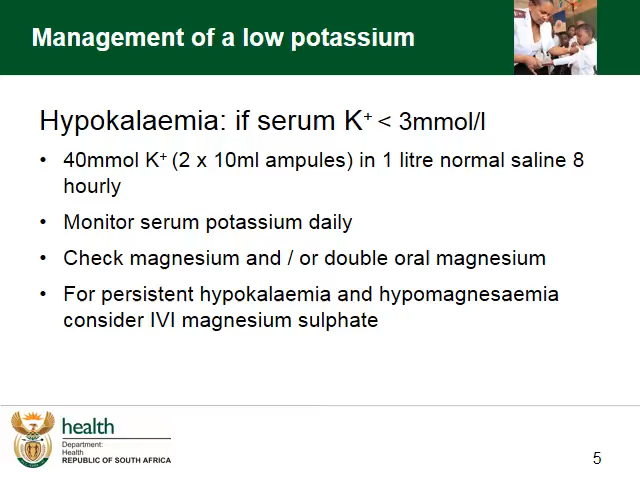 Management of a low potassium
Hypokalaemia: if serum K⁺ < 3mmol/l
• 40mmol K⁺ (2 x 10ml ampules) in 1 litre normal saline 8
hourly
• Monitor serum potassium daily
• Check magnesium and / or double oral magnesium
• For persistent hypokalaemia and hypomagnesaemia
consider IVI magnesium sulphate
health
Department:
Health
REPUBLIC OF SOUTH AFRICA
5